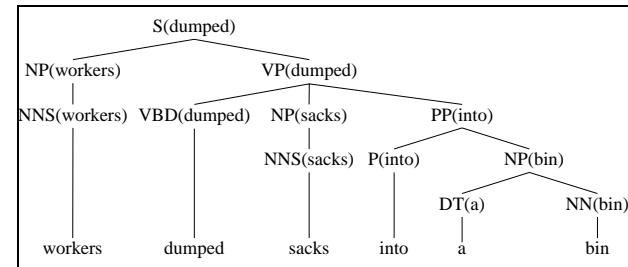 S(dumped)
NP(workers) VP(dumped)
NNS(workers) VBD(dumped) NP(sacks) PP(into)
NNS(sacks) P(into) NP(bin)
DT(a) NN(bin)
workers dumped sacks into a bin